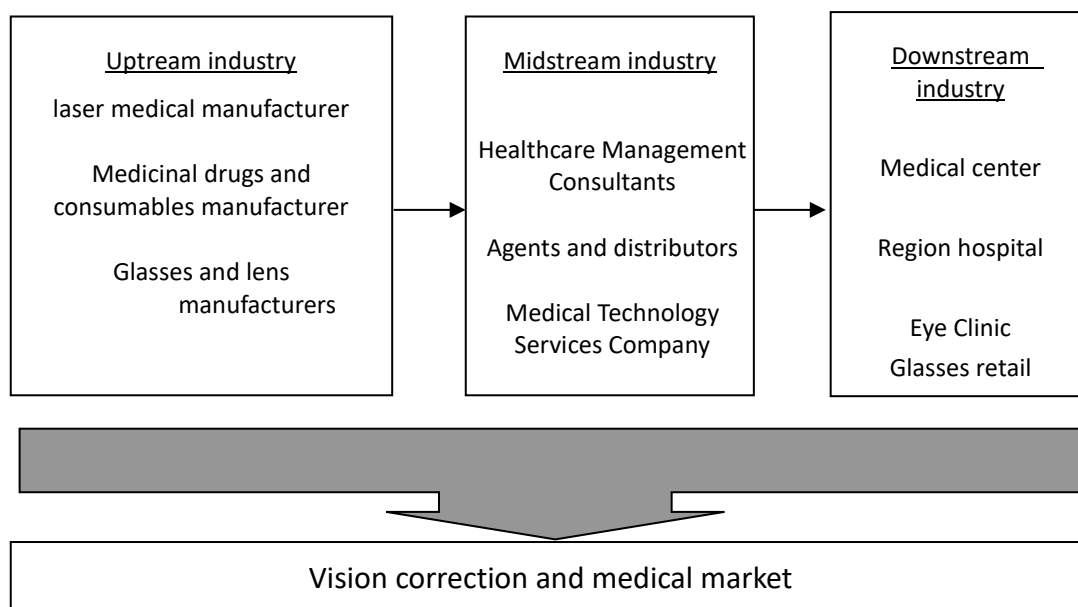 Uptream industry
laser medical manufacturer
Medicinal drugs and
consumables manufacturer
Glasses and lens
manufacturers
Midstream industry
Healthcare Management
Consultants
Agents and distributors
Medical Technology
Services Company
Downstream
industry
Medical center
Region hospital
Eye Clinic
Glasses retail
Vision correction and medical market